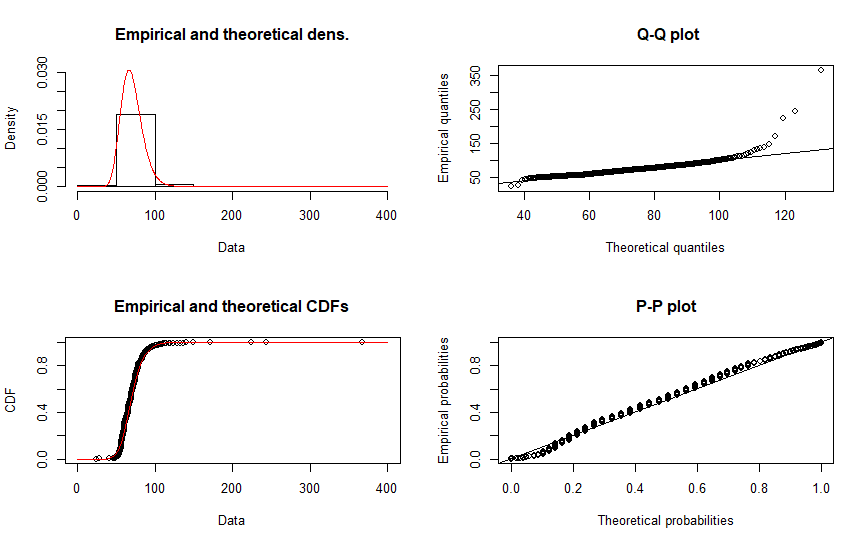 Empirical and theoretical dens.
Density
0.000
0.015
0.030
0
100
200
300
400
Data
Q-Q plot
Empirical quantiles
50
150
250
350
40
60
80
100
120
Theoretical quantiles
Empirical and theoretical CDFs
CDF
0.0
0.4
0.8
0
100
200
300
400
Data
P-P plot
Empirical probabilities
0.0
0.4
0.8
0.0
0.2
0.4
0.6
0.8
1.0
Theoretical probabilities